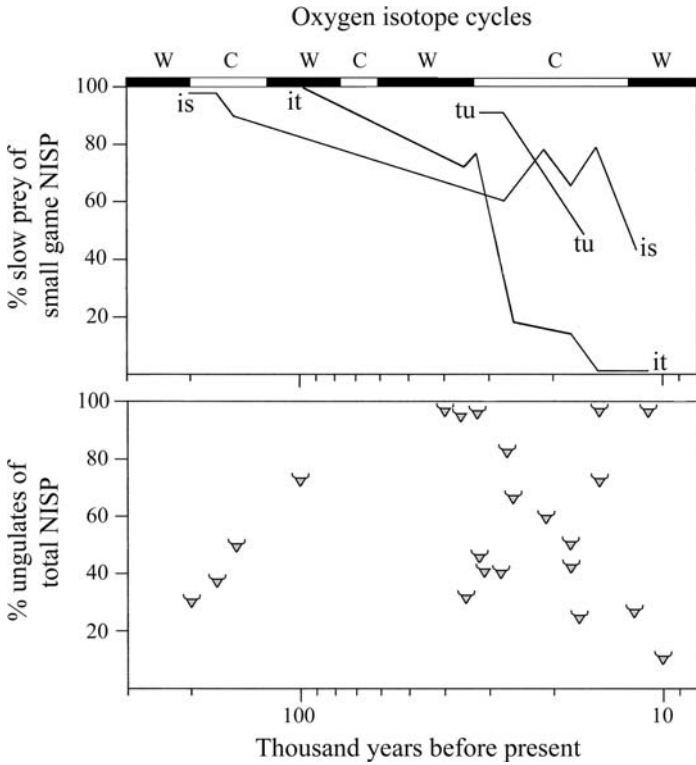 Oxygen isotope cycles
W C W C W C W
100
80
60
40
20
% slow prey of
small game NISP
is
it
tu
tu
is
it
100
80
60
40
20
% ungulates of
total NISP
100 10
Thousand years before present